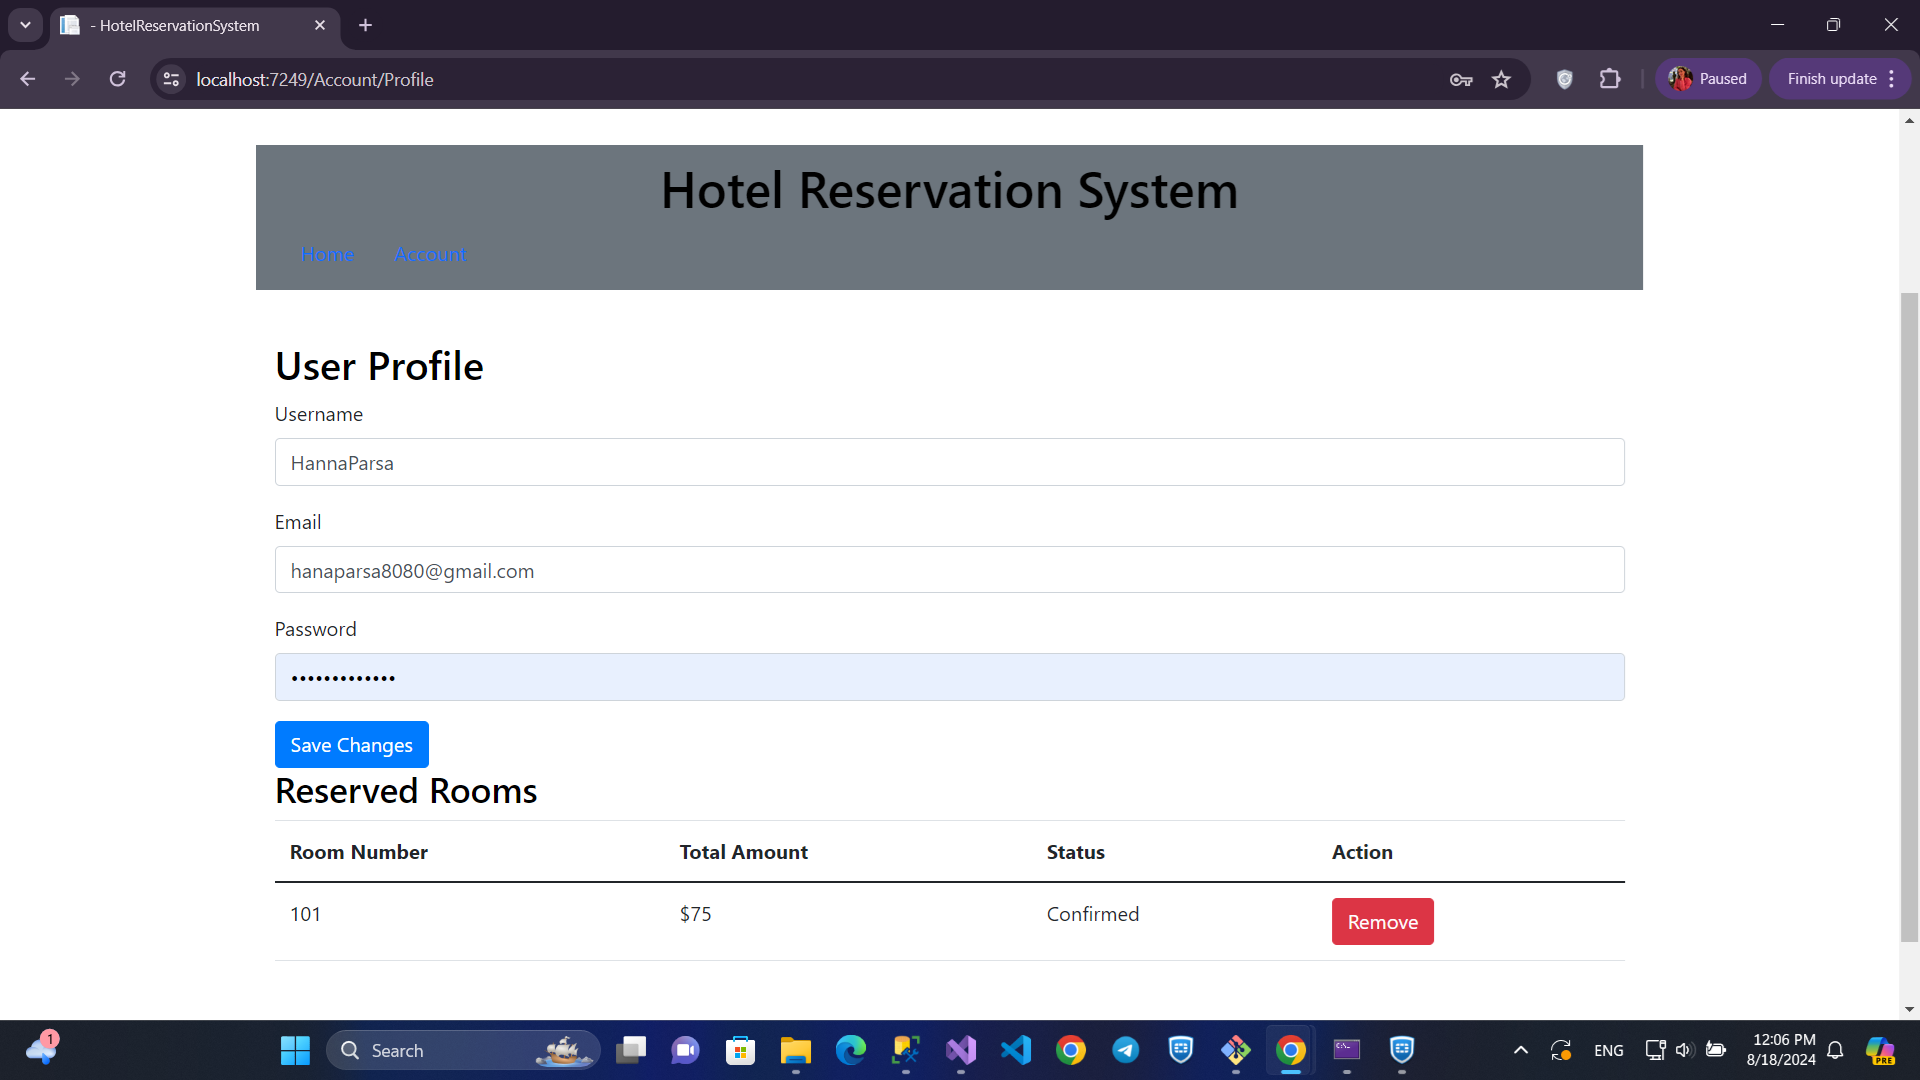 - HotelReservationSystem
localhost:7249/Account/Profile
Paused
Finish update
Hotel Reservation System
Home Account
User Profile
Username
HannaParsa
Email
hanaparsa8080@gmail.com
Password
•••••••••••••
Save Changes
Reserved Rooms
Room Number Total Amount Status Action
101 $75 Confirmed Remove
1
Search
ENG
12:06 PM
8/18/2024
PRE